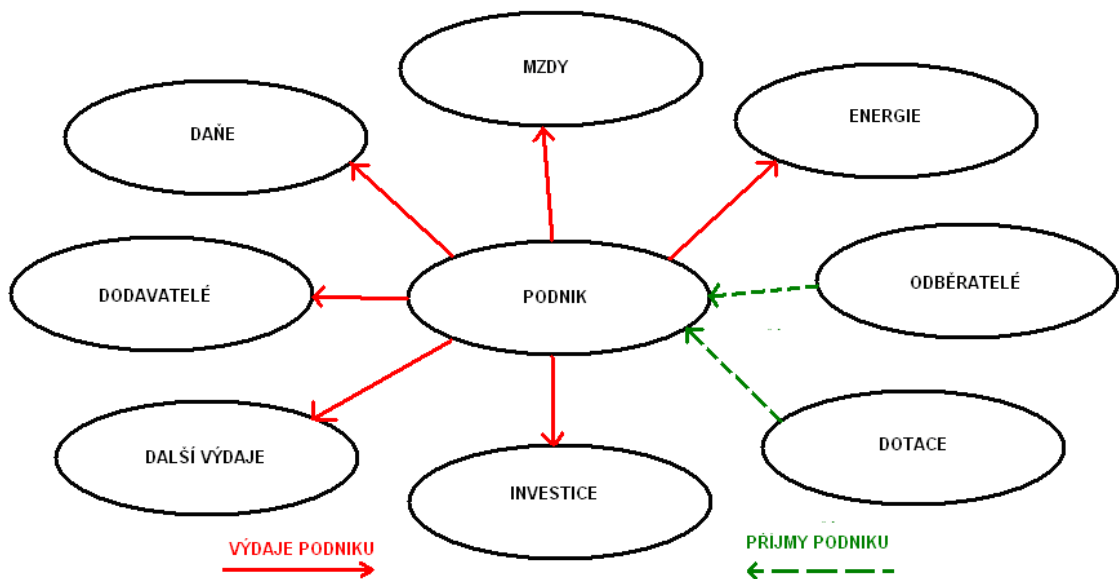 MZDY
DAŇE
ENERGIE
DODAVATELÉ
PODNIK
ODBĚRATELÉ
DALŠÍ VÝDAJE
INVESTICE
DOTACE
VÝDAJE PODNIKU
PŘÍJMY PODNIKU